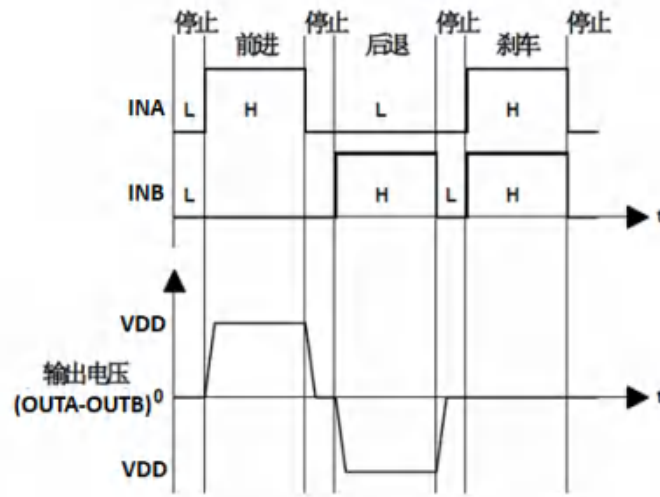 停止 停止 停止 停止
前进 后退 刹车
INA L H L H
INB L H L H
t
VDD
输出电压
(OUTA-OUTB) 0 t
VDD